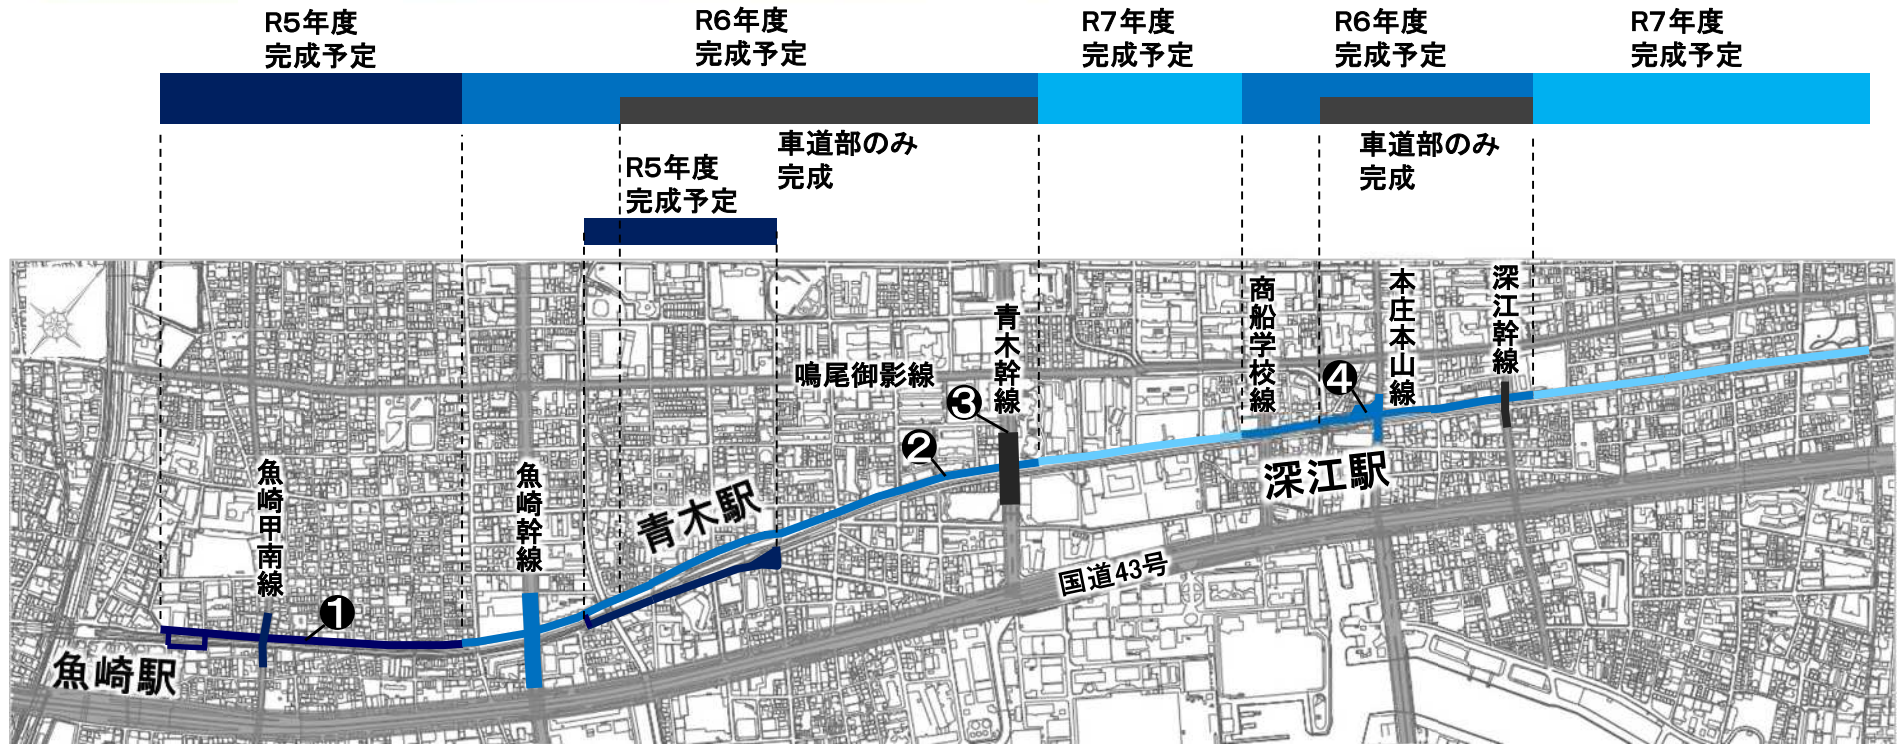 R5年度
完成予定
R6年度
完成予定
R7年度
完成予定
R6年度
完成予定
R7年度
完成予定
車道部のみ
完成
車道部のみ
完成
R5年度
完成予定
魚崎甲南線
魚崎幹線
鳴尾御影線
青木幹線
商船学校線
本庄本山線
深江幹線
❶
❷
❸
❹
魚崎駅
青木駅
深江駅
国道43号